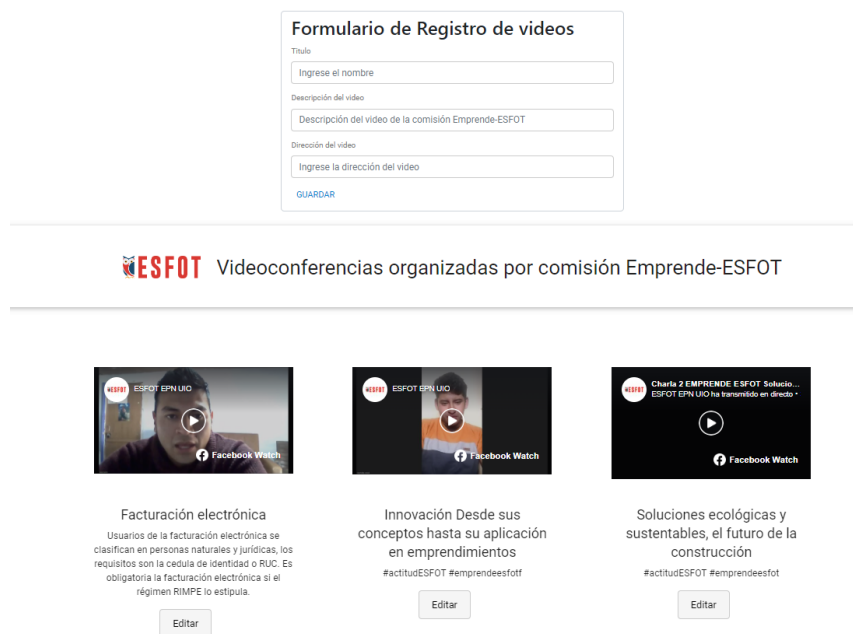 Formulario de Registro de videos
Titulo
Ingrese el nombre
Descripción del video
Descripción del video de la comisión Emprende-ESFOT
Dirección del video
Ingrese la dirección del video
GUARDAR
ESFOT Videoconferencias organizadas por comisión Emprende-ESFOT
ESFOT ESFOT EPN UIO
Facebook Watch
Facturación electrónica
Usuarios de la facturación electrónica se
clasifican en personas naturales y jurídicas, los
requisitos son la cedula de identidad o RUC. Es
obligatoria la facturación electrónica si el
régimen RIMPE lo estipula.
Editar
ESFOT ESFOT EPN UIO
Facebook Watch
Innovación Desde sus
conceptos hasta su aplicación
en emprendimientos
#actitudESFOT #emprendeesfotf
Editar
ESFOT Charla 2 EMPRENDE ESFOT Solucio...
ESFOT EPN UIO ha transmitido en directo •
Facebook Watch
Soluciones ecológicas y
sustentables, el futuro de la
construcción
#actitudESFOT #emprendeesfot
Editar